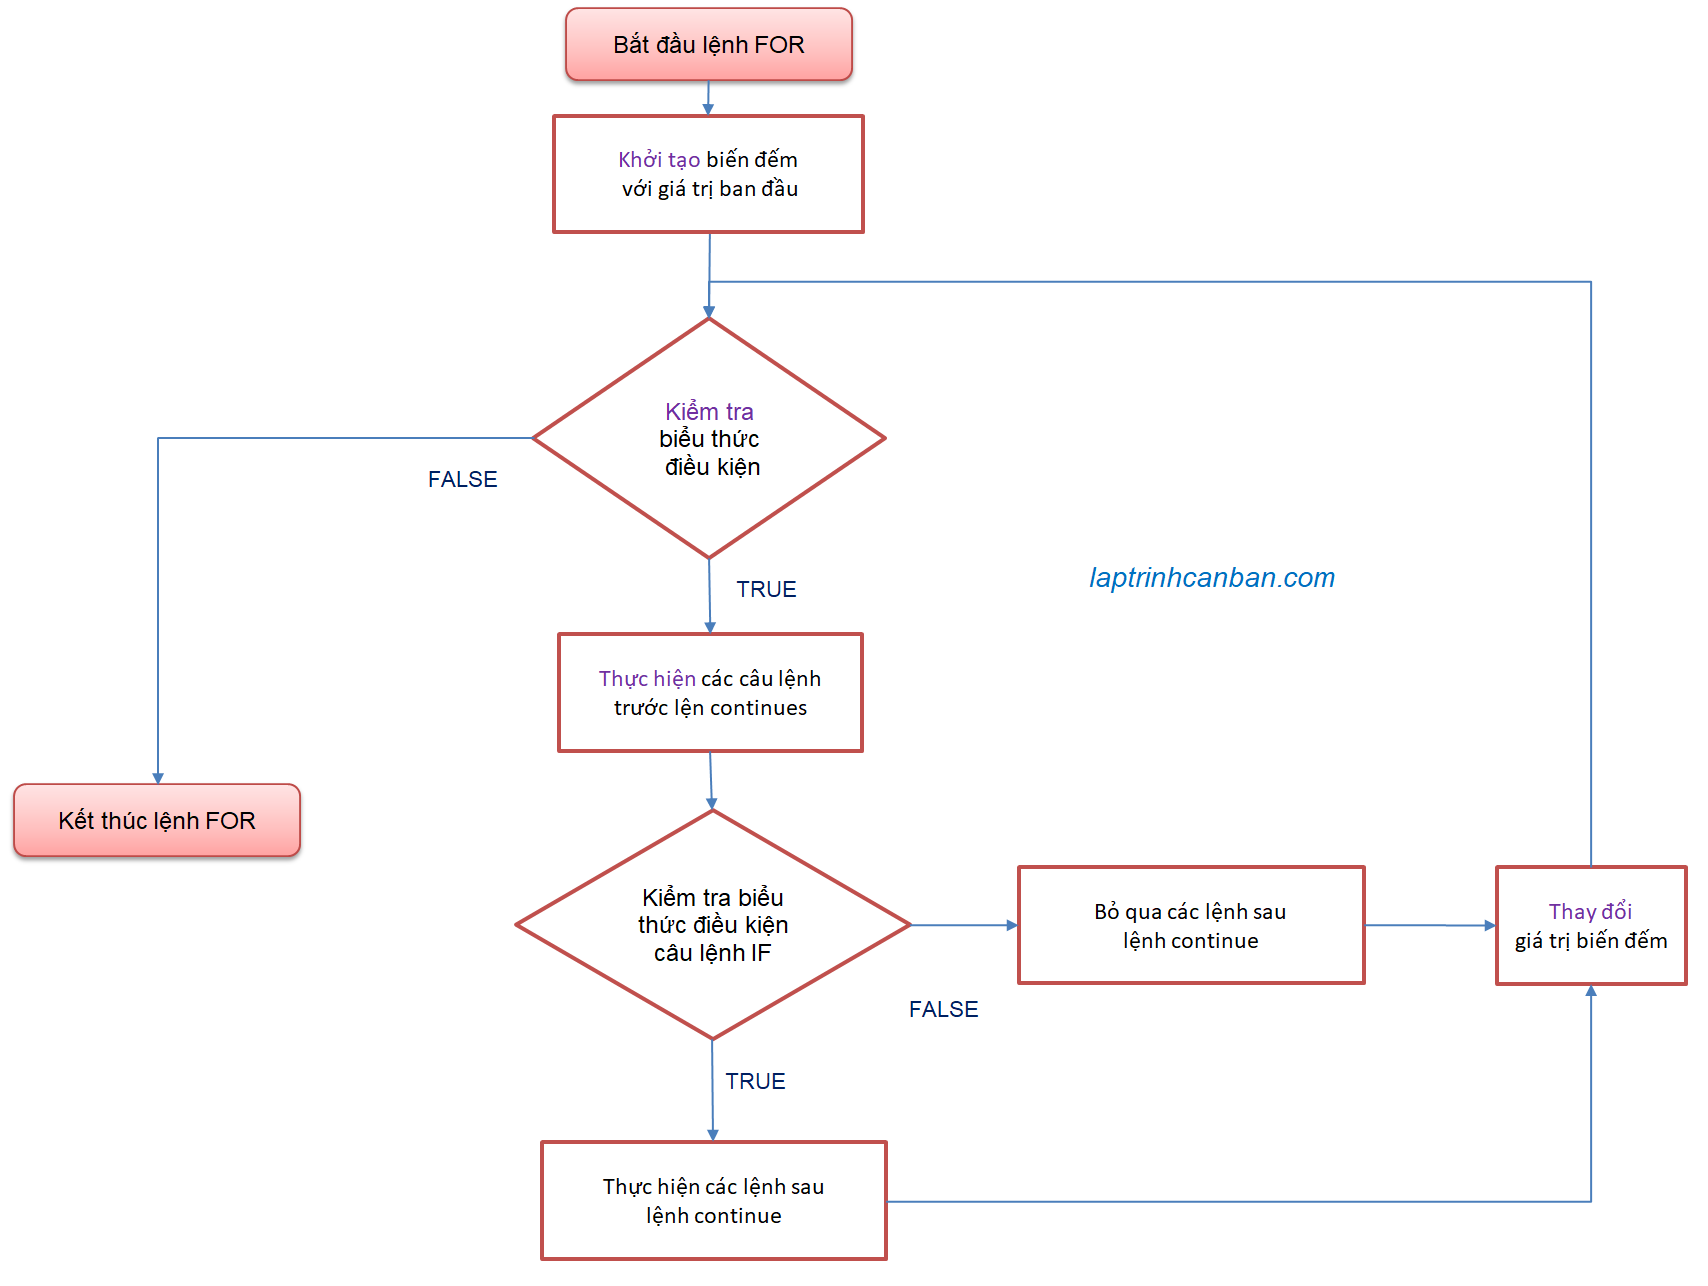 Bắt đầu lệnh FOR
Khởi tạo biến đếm
với giá trị ban đầu
Kiểm tra
biểu thức
điều kiện
FALSE
TRUE
laptrinhcanban.com
Thực hiện các câu lệnh
trước lện continues
Kết thúc lệnh FOR
Kiểm tra biểu
thức điều kiện
câu lệnh IF
Bỏ qua các lệnh sau
lệnh continue
Thay đổi
giá trị biến đếm
FALSE
TRUE
Thực hiện các lệnh sau
lệnh continue